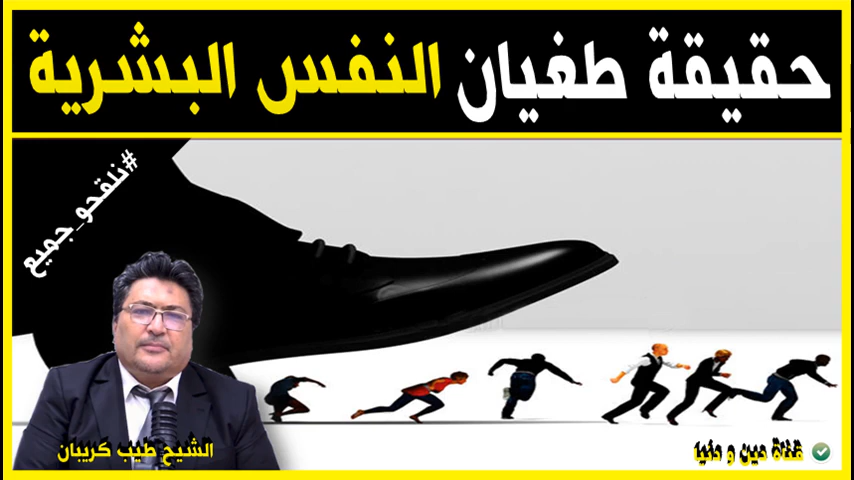 حقيقة طغيان النفس البشرية
#نلقحو_جميع
الشيخ طيب كريبان
قناة دين و دنيا